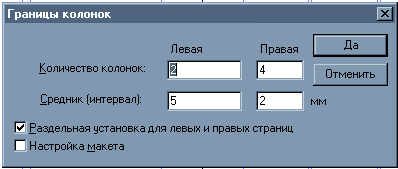 Границы колонок
Левая Правая Да
Количество колонок: 2 4 Отменить
Средник (интервал): 5 2 мм
Раздельная установка для левых и правых страниц
Настройка макета